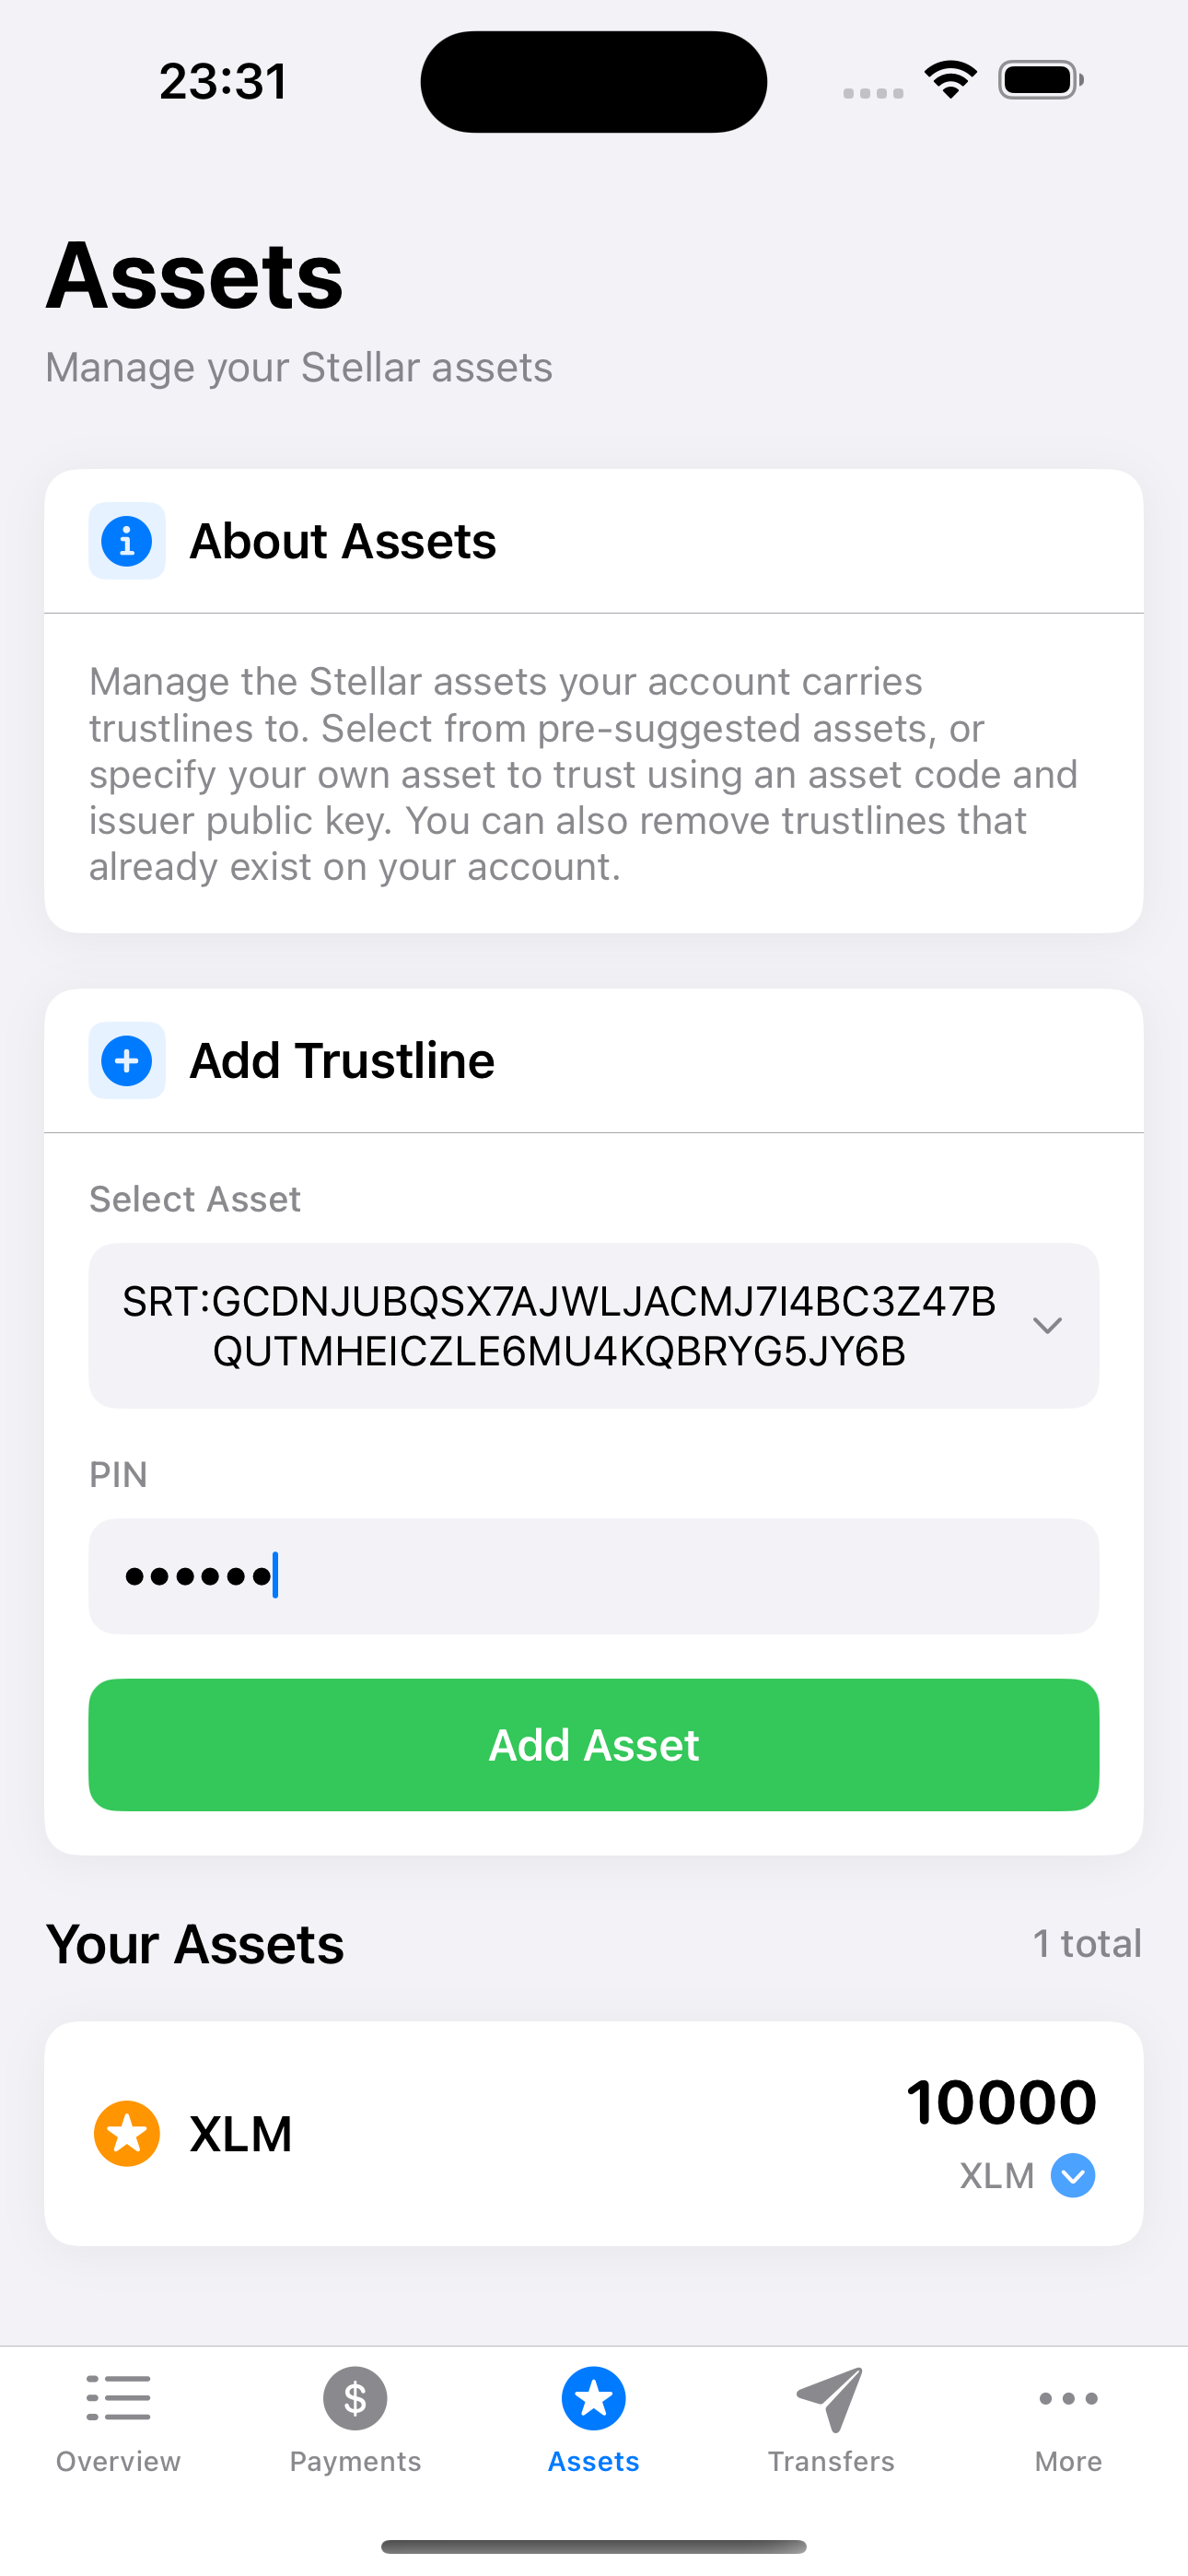 23:31
Assets
Manage your Stellar assets
About Assets
Manage the Stellar assets your account carries
trustlines to. Select from pre-suggested assets, or
specify your own asset to trust using an asset code and
issuer public key. You can also remove trustlines that
already exist on your account.
Add Trustline
Select Asset
SRT:GCDNJUBQSX7AJWLJACMJ7I4BC3Z47B
QUTMHEICZLE6MU4KQBRYG5JY6B
PIN
••••••
Add Asset
Your Assets
1 total
XLM
10000
XLM
Overview
Payments
Assets
Transfers
More